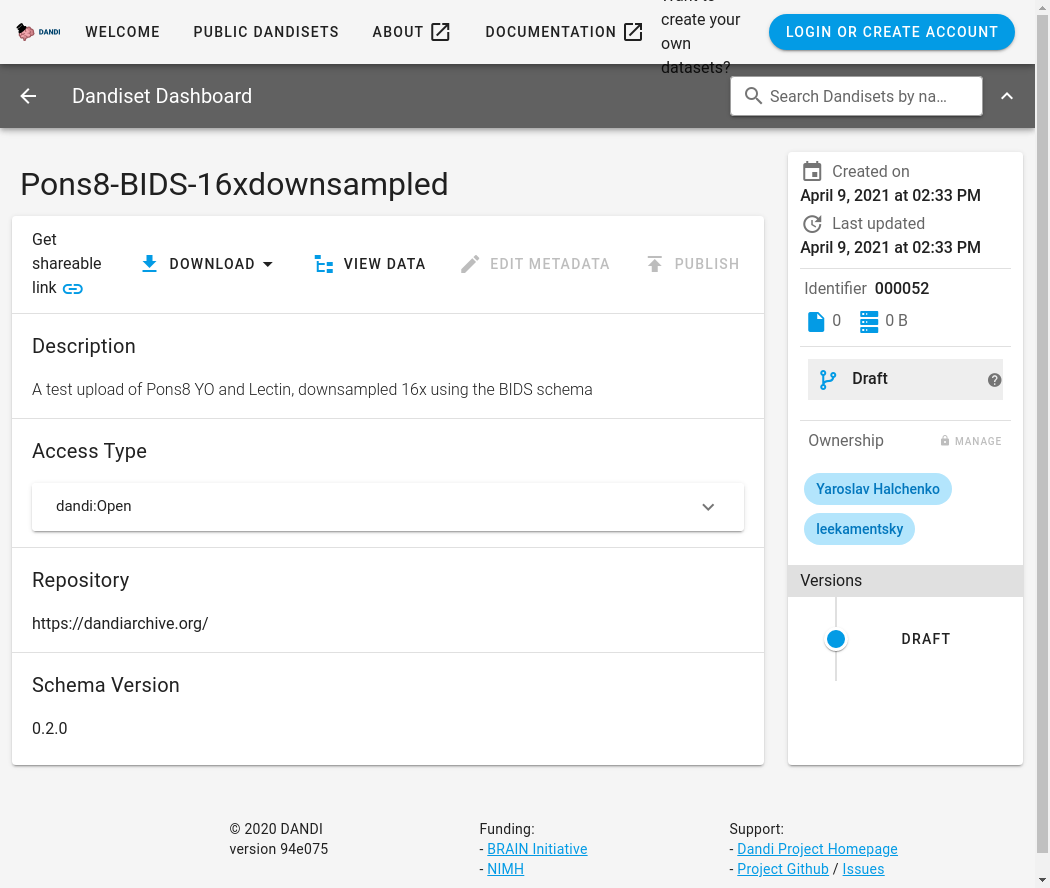 DANDI
WELCOME
PUBLIC DANDISETS
ABOUT
DOCUMENTATION
create your
own
datasets?
LOGIN OR CREATE ACCOUNT
Dandiset Dashboard
Search Dandisets by na…
Pons8-BIDS-16xdownsampled
Get
shareable
link
DOWNLOAD
VIEW DATA
EDIT METADATA
PUBLISH
Description
A test upload of Pons8 YO and Lectin, downsampled 16x using the BIDS schema
Access Type
dandi:Open
Repository
https://dandiarchive.org/
Schema Version
0.2.0
Created on
April 9, 2021 at 02:33 PM
Last updated
April 9, 2021 at 02:33 PM
Identifier 000052
0
0 B
Draft
Ownership
MANAGE
Yaroslav Halchenko
leekamentsky
Versions
DRAFT
© 2020 DANDI
version 94e075
Funding:
- BRAIN Initiative
- NIMH
Support:
- Dandi Project Homepage
- Project Github / Issues